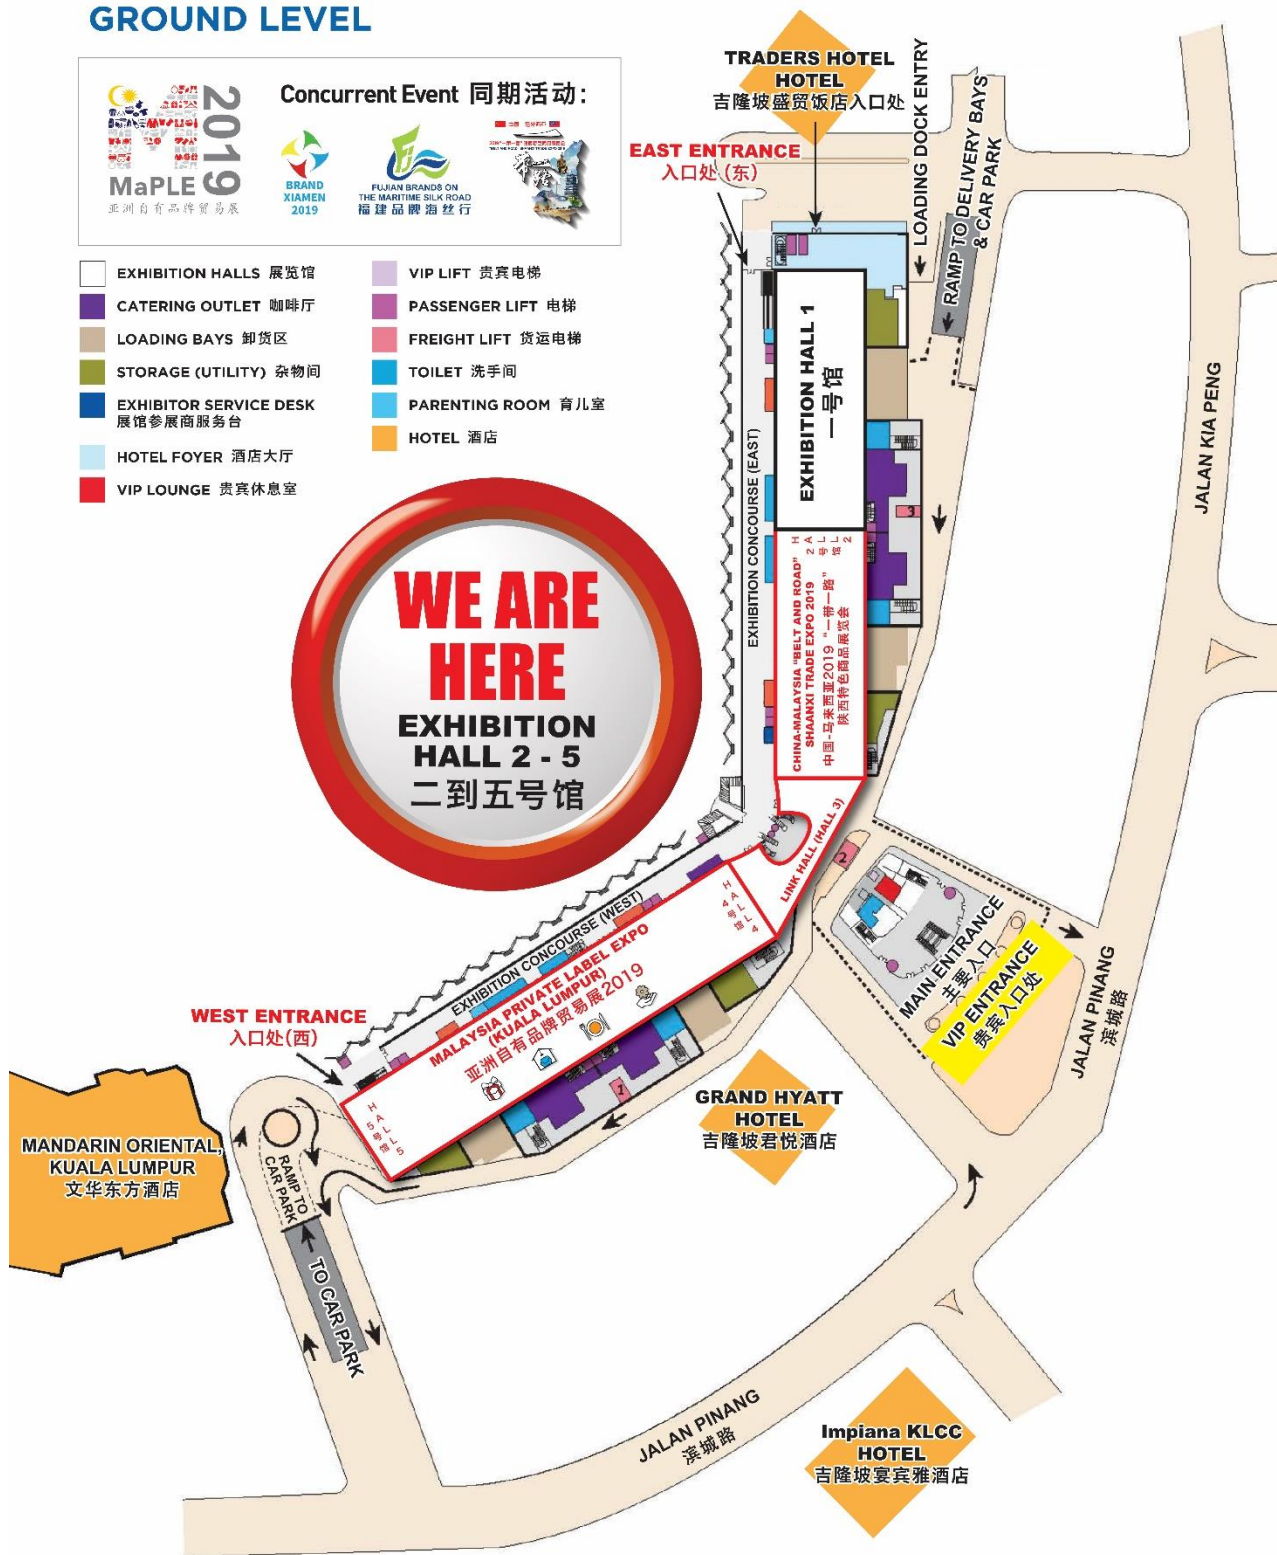 GROUND LEVEL
2019
MaPLE
亚洲自有品牌贸易展
Concurrent Event 同期活动:
BRAND
XIAMEN
2019
FUJIAN BRANDS ON
THE MARITIME SILK ROAD
福建品牌海丝行
EXHIBITION HALLS 展览馆
CATERING OUTLET 咖啡厅
LOADING BAYS 卸货区
STORAGE (UTILITY) 杂物间
EXHIBITOR SERVICE DESK
展馆参展商服务台
HOTEL FOYER 酒店大厅
VIP LOUNGE 贵宾休息室
VIP LIFT 贵宾电梯
PASSENGER LIFT 电梯
FREIGHT LIFT 货运电梯
TOILET 洗手间
PARENTING ROOM 育儿室
HOTEL 酒店
TRADERS HOTEL
HOTEL
吉隆坡盛贸饭店入口处
EAST ENTRANCE
入口处(东)
LOADING DOCK ENTRY
RAMP TO DELIVERY BAYS
& CAR PARK
JALAN KIA PENG
EXHIBITION HALL 1
一号馆
EXHIBITION CONCOURSE (EAST)
3
HALL 2
2号馆
CHINA-MALAYSIA "BELT AND ROAD"
SHAANXI TRADE EXPO 2019
中国-马来西亚2019 "一带一路"
陕西特色商品展览会
WE ARE
HERE
EXHIBITION
HALL 2 - 5
二到五号馆
LINK HALL (HALL 3)
2
HALL 4
4号馆
EXHIBITION CONCOURSE (WEST)
MALAYSIA PRIVATE LABEL EXPO
(KUALA LUMPUR)
亚洲自有品牌贸易展2019
1
HALL 5
5号馆
WEST ENTRANCE
入口处(西)
MAIN ENTRANCE
主要入口
VIP ENTRANCE
贵宾入口处
JALAN PINANG
滨城路
GRAND HYATT
HOTEL
吉隆坡君悦酒店
MANDARIN ORIENTAL,
KUALA LUMPUR
文华东方酒店
RAMP TO
CAR PARK
TO CAR PARK
JALAN PINANG
滨城路
Impiana KLCC
HOTEL
吉隆坡宴宾雅酒店